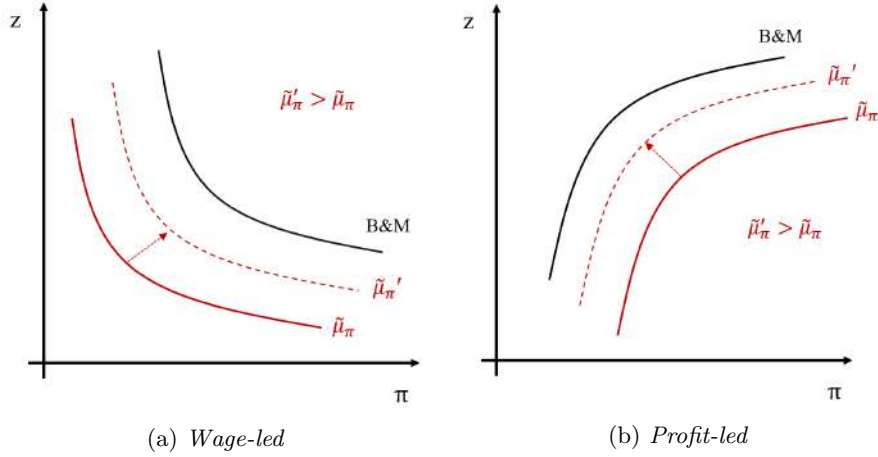 z
μ̃′π > μ̃π
B&M
μ̃π′
μ̃π
π
(a) Wage-led
z
B&M
μ̃π′
μ̃π
μ̃′π > μ̃π
π
(b) Profit-led